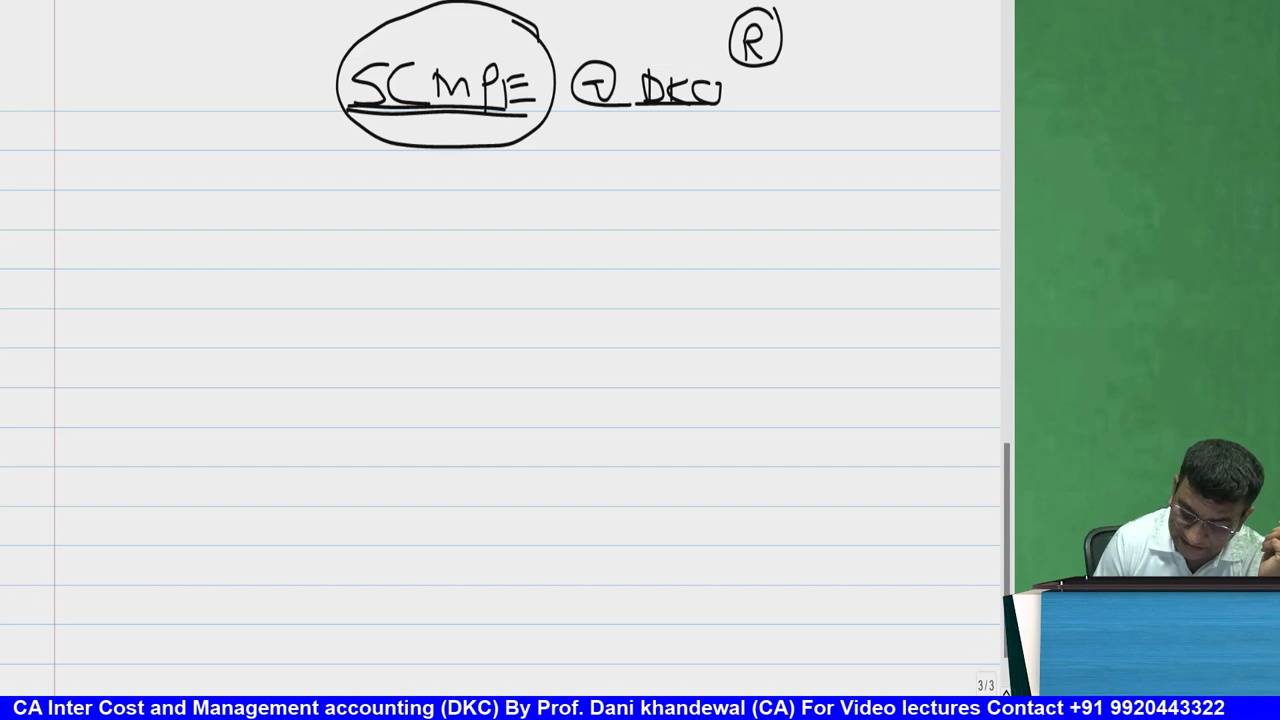 SCMPE @ DKC ®
3/3
CA Inter Cost and Management accounting (DKC) By Prof. Dani khandewal (CA) For Video lectures Contact +91 9920443322